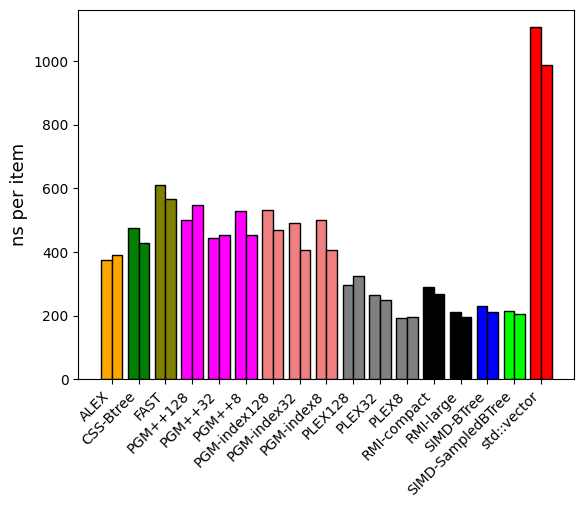 ns per item
1000
800
600
400
200
0
ALEX
CSS-Btree
FAST
PGM++128
PGM++32
PGM++8
PGM-index128
PGM-index32
PGM-index8
PLEX128
PLEX32
PLEX8
RMI-compact
RMI-large
SIMD-BTree
SIMD-SampledBTree
std::vector